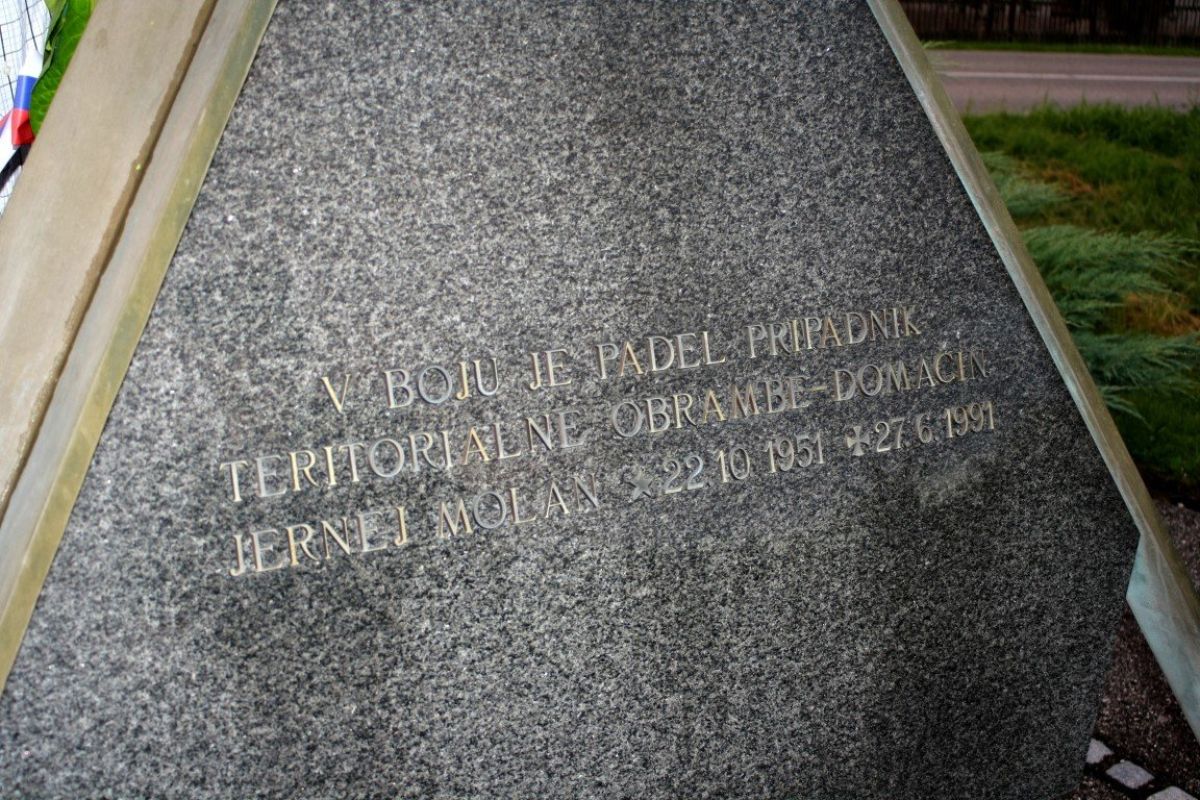 V BOJU JE PADEL PRIPADNIK
TERITORIALNE OBRAMBE-DOMAČIN
JERNEJ MOLAN *22 10 1951 ✠27 6 1991